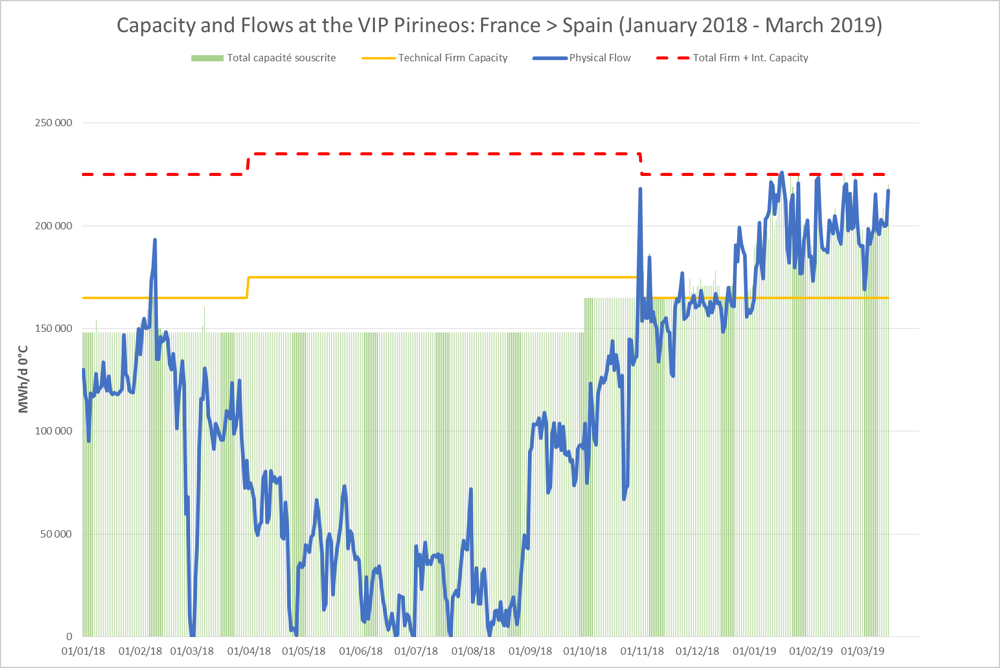 Capacity and Flows at the VIP Pirineos: France > Spain (January 2018 - March 2019)
Total capacité souscrite Technical Firm Capacity Physical Flow Total Firm + Int. Capacity
250 000
200 000
150 000
MWh/d 0°C
100 000
50 000
0
01/01/18 01/02/18 01/03/18 01/04/18 01/05/18 01/06/18 01/07/18 01/08/18 01/09/18 01/10/18 01/11/18 01/12/18 01/01/19 01/02/19 01/03/19